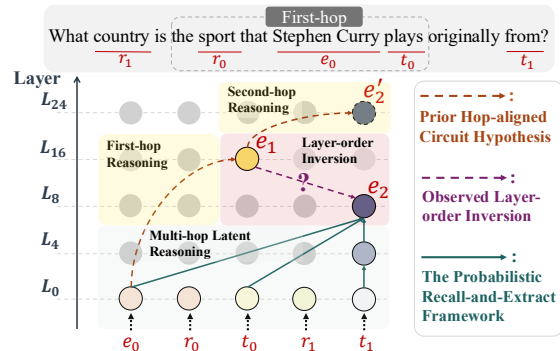 First-hop
What country is the sport that Stephen Curry plays originally from?
r₁ r₀ e₀ t₀ t₁
Layer
L₂₄
L₁₆
L₈
L₄
L₀
Second-hop
Reasoning
e₂′
First-hop
Reasoning
e₁
Layer-order
Inversion
?
e₂
Multi-hop Latent
Reasoning
e₀ r₀ t₀ r₁ t₁
:
Prior Hop-aligned
Circuit Hypothesis
:
Observed Layer-order
Inversion
:
The Probabilistic
Recall-and-Extract
Framework